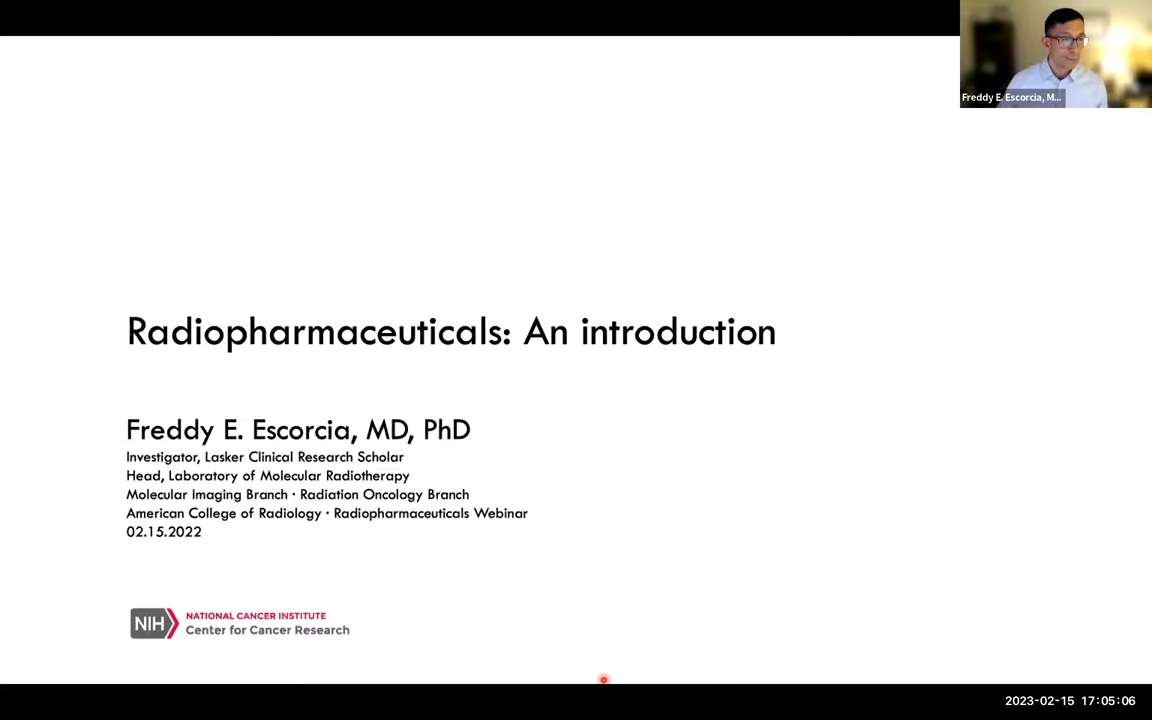 Freddy E. Escorcia, M...
Radiopharmaceuticals: An introduction
Freddy E. Escorcia, MD, PhD
Investigator, Lasker Clinical Research Scholar
Head, Laboratory of Molecular Radiotherapy
Molecular Imaging Branch · Radiation Oncology Branch
American College of Radiology · Radiopharmaceuticals Webinar
02.15.2022
NIH NATIONAL CANCER INSTITUTE
Center for Cancer Research
2023-02-15 17:05:06